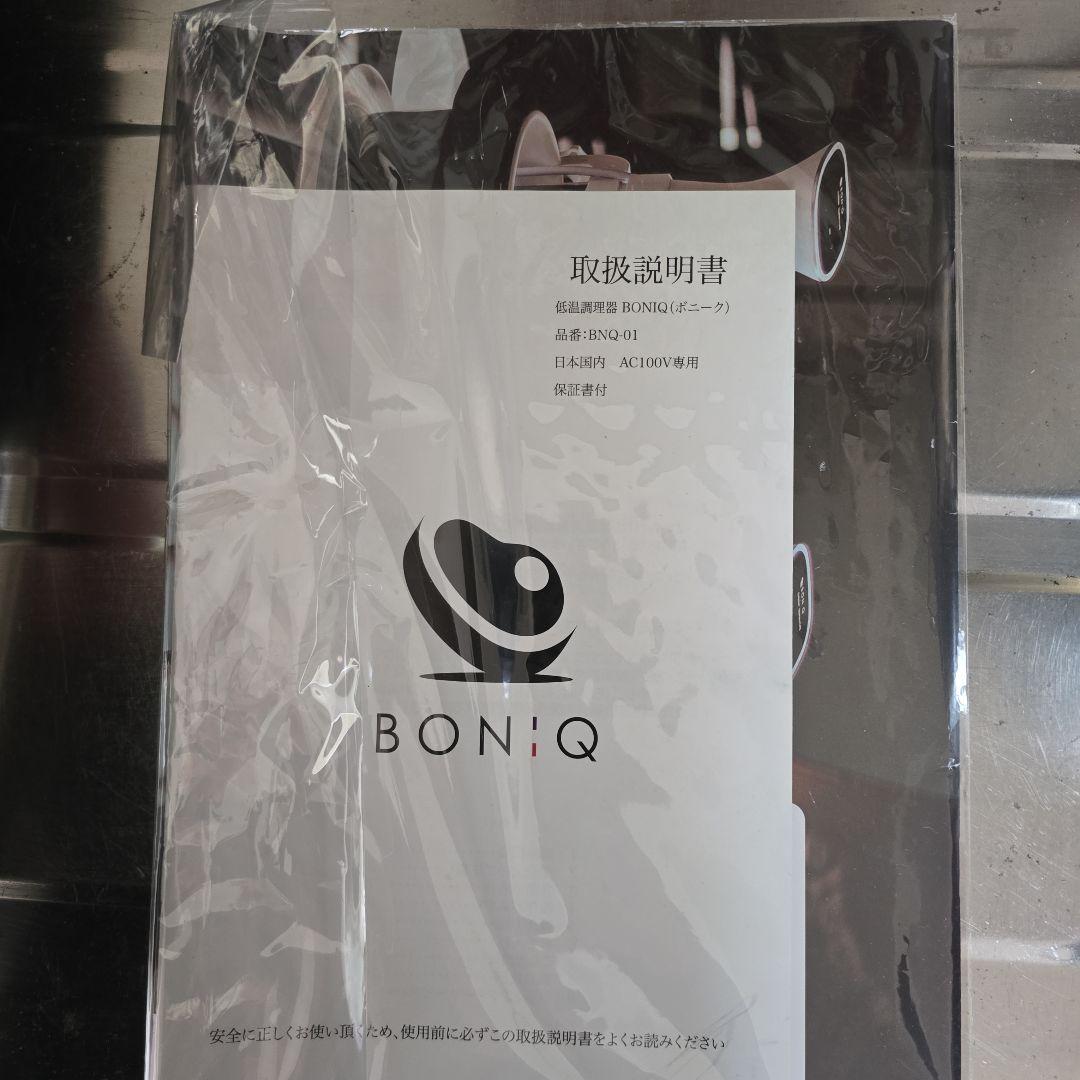 取扱説明書
低温調理器 BONIQ(ボニーク)
品番:BNQ-01
日本国内　AC100V専用
保証書付
BONIQ
安全に正しくお使い頂くため、使用前に必ずこの取扱説明書をよくお読みください